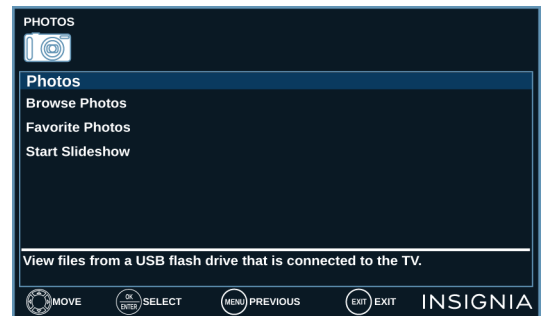 PHOTOS
Photos
Browse Photos
Favorite Photos
Start Slideshow
View files from a USB flash drive that is connected to the TV.
MOVE OK ENTER SELECT MENU PREVIOUS EXIT EXIT INSIGNIA